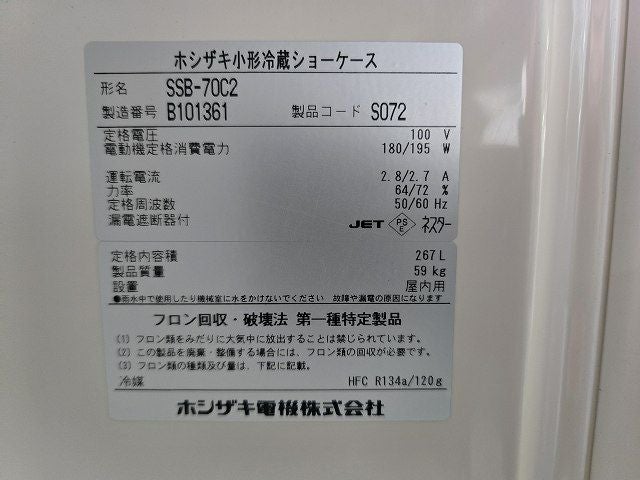 ホシザキ小形冷蔵ショーケース
形名 SSB-70C2
製造番号 B101361 製品コード S072
定格電圧 100 V
電動機定格消費電力 180/195 W
運転電流 2.8/2.7 A
力率 64/72 %
定格周波数 50/60 Hz
漏電遮断器付 JET PS E ネスター
定格内容積 267 L
製品質量 59 kg
設置 屋内用
●雨水中で使用したり機械室に水をかけないでください 故障や漏電の原因になります
フロン回収・破壊法 第一種特定製品
(1) フロン類をみだりに大気中に放出することは禁じられています。
(2) この製品を廃棄・整備する場合には、フロン類の回収が必要です。
(3) フロン類の種類及び量は、下記に記載。
冷媒 HFC R134a/120g
ホシザキ電機株式会社